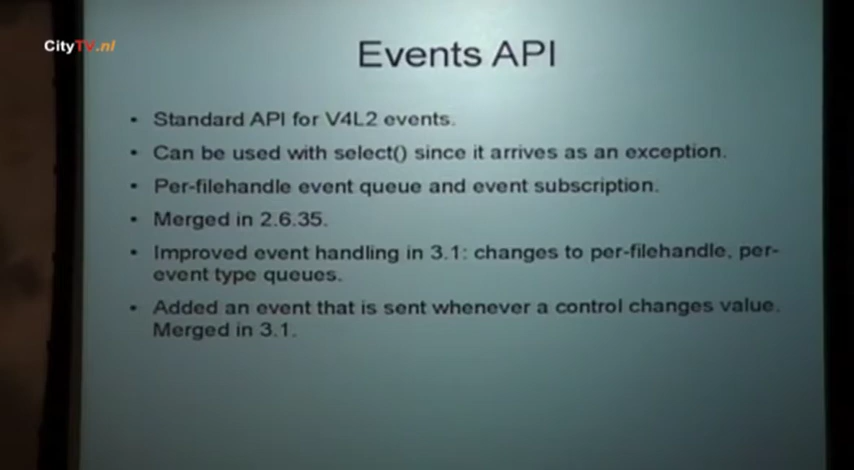 CityTV.nl
Events API
• Standard API for V4L2 events.
• Can be used with select() since it arrives as an exception.
• Per-filehandle event queue and event subscription.
• Merged in 2.6.35.
• Improved event handling in 3.1: changes to per-filehandle, per-
event type queues.
• Added an event that is sent whenever a control changes value.
Merged in 3.1.